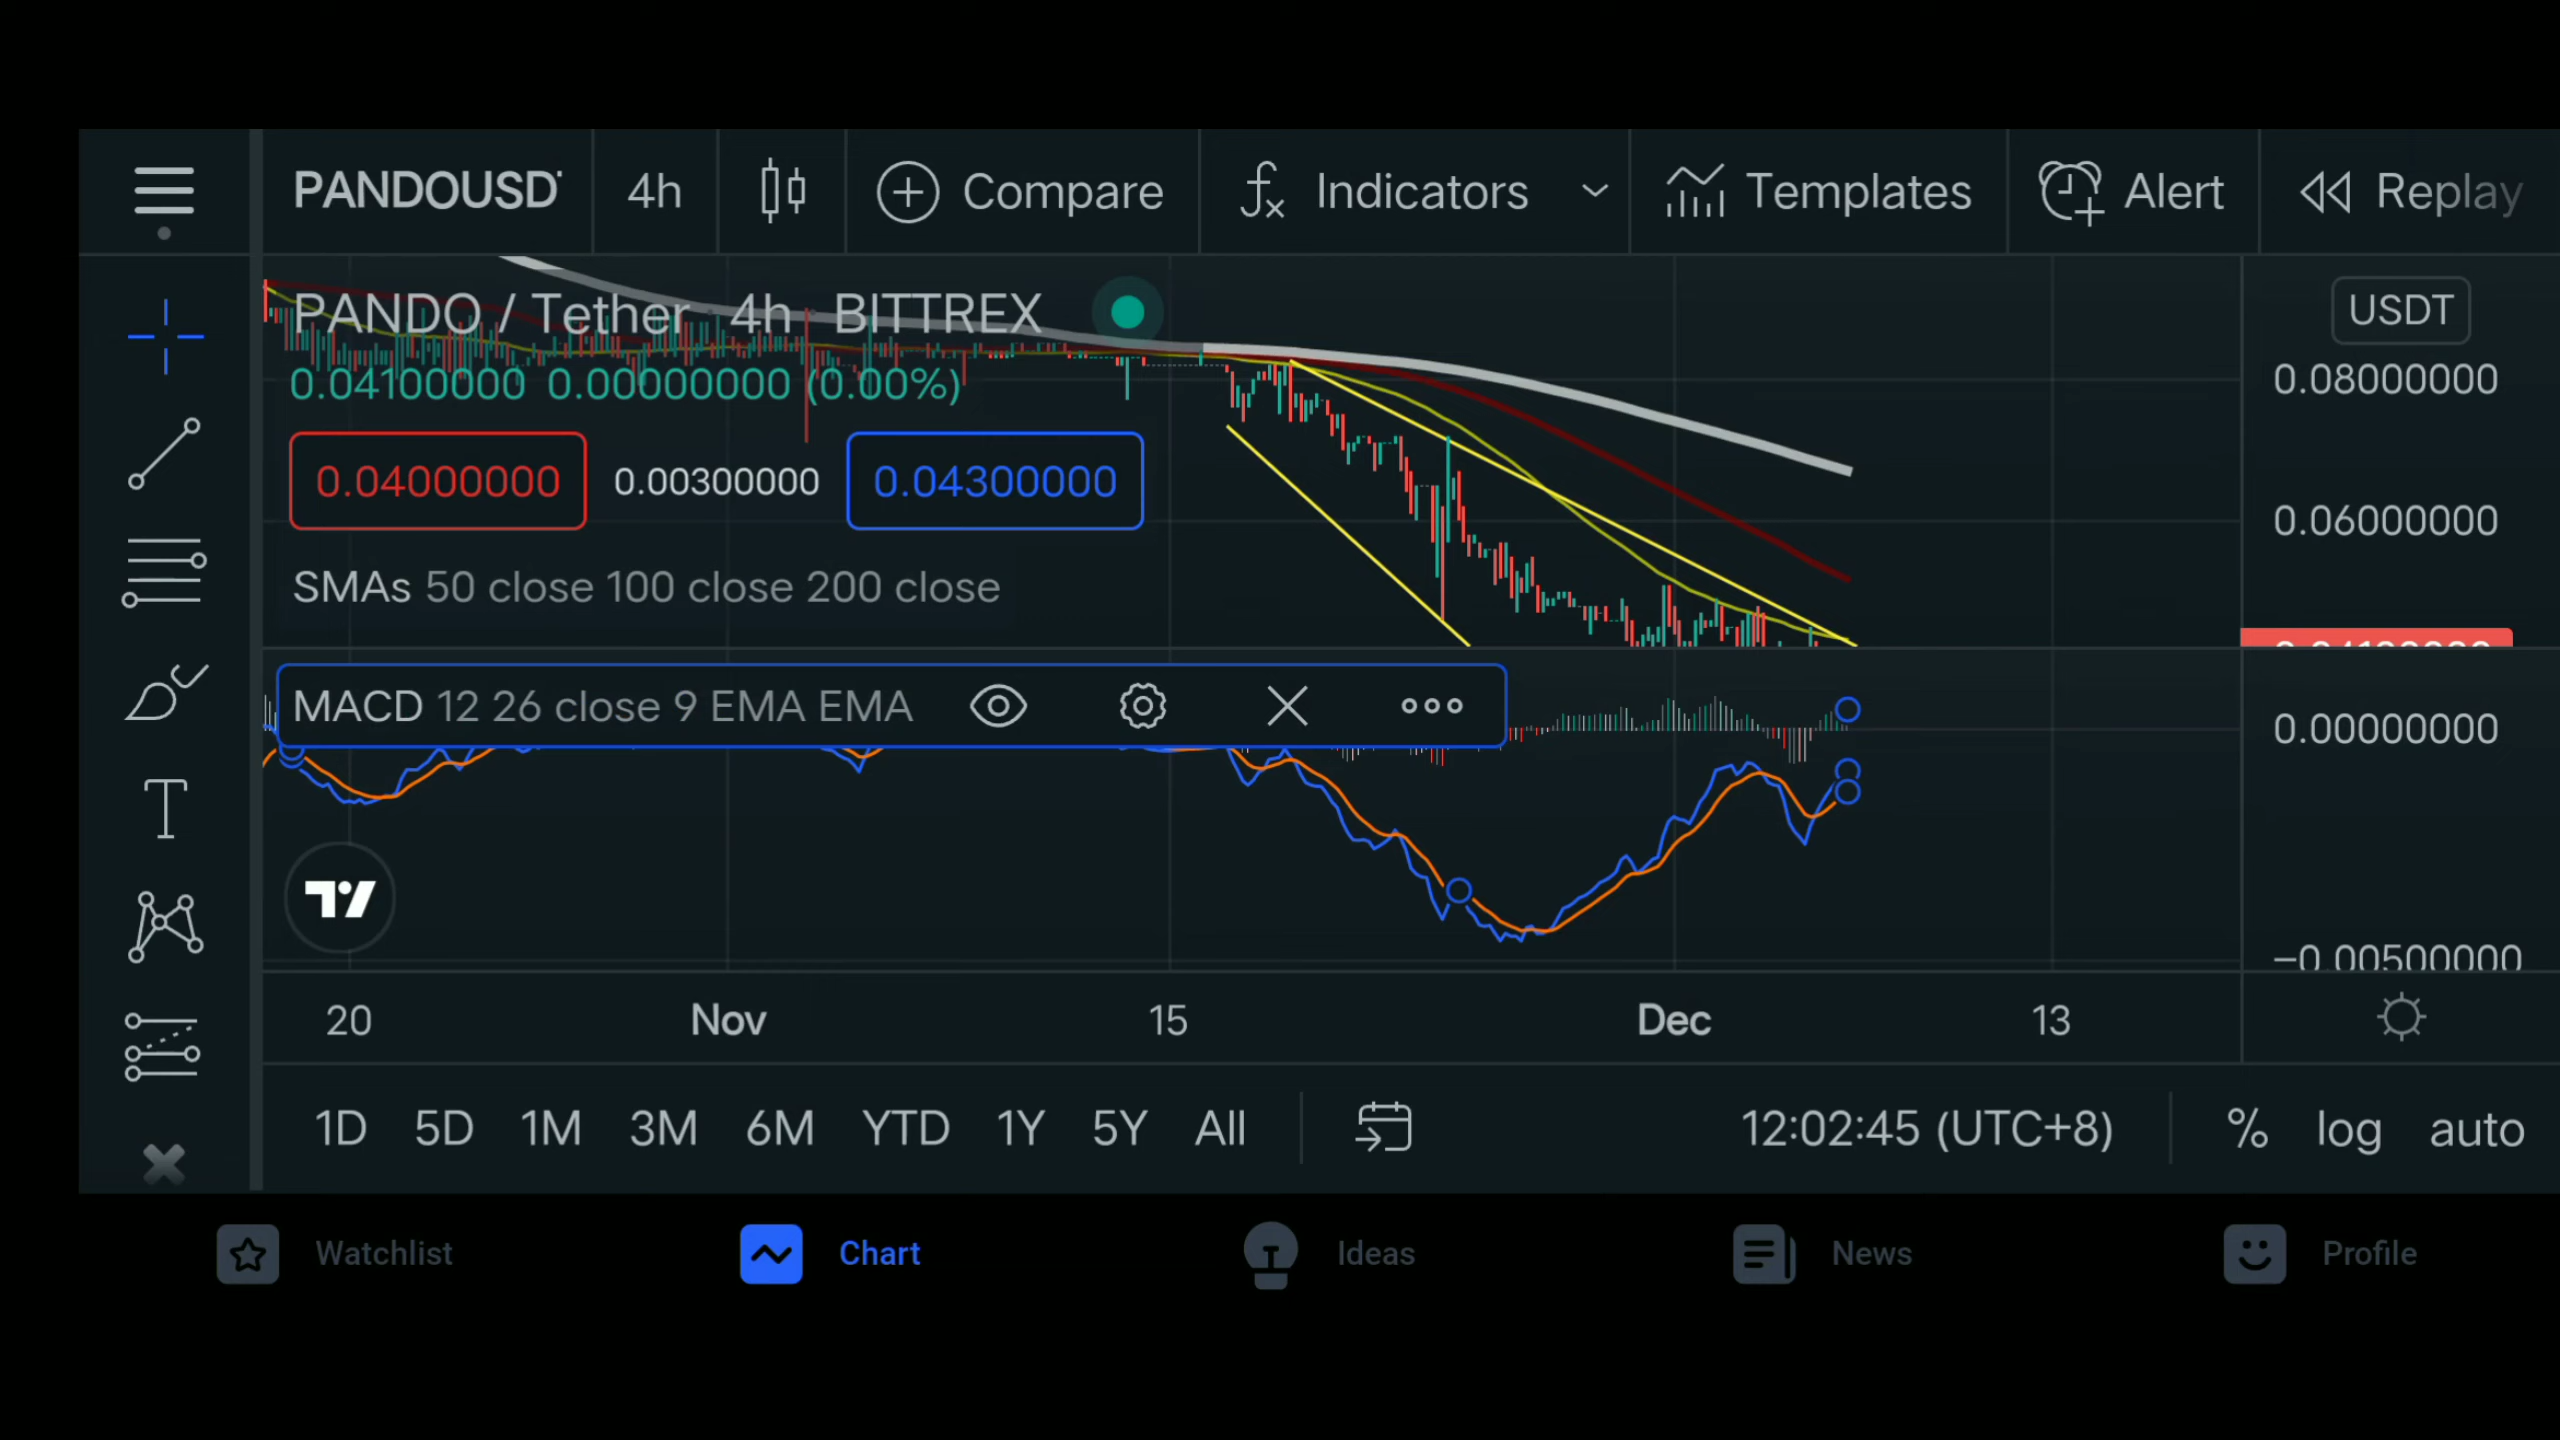 PANDOUSDT 4h Compare Indicators Templates Alert Replay
PANDO / Tether · 4h · BITTREX
USDT
0.04100000 0.00000000 (0.00%)
0.08000000
0.04000000 0.00300000 0.04300000
0.06000000
SMAs 50 close 100 close 200 close
MACD 12 26 close 9 EMA EMA
0.00000000
−0.00500000
20 Nov 15 Dec 13
1D 5D 1M 3M 6M YTD 1Y 5Y All 12:02:45 (UTC+8) % log auto
Watchlist Chart Ideas News Profile